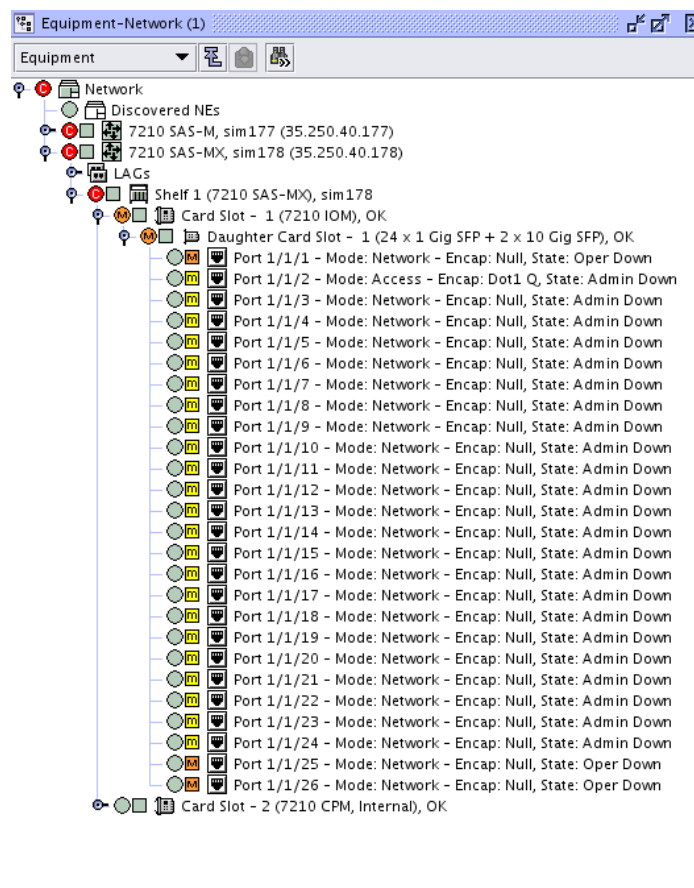 Equipment-Network (1)
Equipment
C Network
Discovered NEs
C 7210 SAS-M, sim177 (35.250.40.177)
C 7210 SAS-MX, sim178 (35.250.40.178)
LAGs
C Shelf 1 (7210 SAS-MX), sim178
M Card Slot - 1 (7210 IOM), OK
M Daughter Card Slot - 1 (24 x 1 Gig SFP + 2 x 10 Gig SFP), OK
M Port 1/1/1 - Mode: Network - Encap: Null, State: Oper Down
m Port 1/1/2 - Mode: Access - Encap: Dot1 Q, State: Admin Down
m Port 1/1/3 - Mode: Network - Encap: Null, State: Admin Down
m Port 1/1/4 - Mode: Network - Encap: Null, State: Admin Down
m Port 1/1/5 - Mode: Network - Encap: Null, State: Admin Down
m Port 1/1/6 - Mode: Network - Encap: Null, State: Admin Down
m Port 1/1/7 - Mode: Network - Encap: Null, State: Admin Down
m Port 1/1/8 - Mode: Network - Encap: Null, State: Admin Down
m Port 1/1/9 - Mode: Network - Encap: Null, State: Admin Down
m Port 1/1/10 - Mode: Network - Encap: Null, State: Admin Down
m Port 1/1/11 - Mode: Network - Encap: Null, State: Admin Down
m Port 1/1/12 - Mode: Network - Encap: Null, State: Admin Down
m Port 1/1/13 - Mode: Network - Encap: Null, State: Admin Down
m Port 1/1/14 - Mode: Network - Encap: Null, State: Admin Down
m Port 1/1/15 - Mode: Network - Encap: Null, State: Admin Down
m Port 1/1/16 - Mode: Network - Encap: Null, State: Admin Down
m Port 1/1/17 - Mode: Network - Encap: Null, State: Admin Down
m Port 1/1/18 - Mode: Network - Encap: Null, State: Admin Down
m Port 1/1/19 - Mode: Network - Encap: Null, State: Admin Down
m Port 1/1/20 - Mode: Network - Encap: Null, State: Admin Down
m Port 1/1/21 - Mode: Network - Encap: Null, State: Admin Down
m Port 1/1/22 - Mode: Network - Encap: Null, State: Admin Down
m Port 1/1/23 - Mode: Network - Encap: Null, State: Admin Down
m Port 1/1/24 - Mode: Network - Encap: Null, State: Admin Down
M Port 1/1/25 - Mode: Network - Encap: Null, State: Oper Down
M Port 1/1/26 - Mode: Network - Encap: Null, State: Oper Down
Card Slot - 2 (7210 CPM, Internal), OK